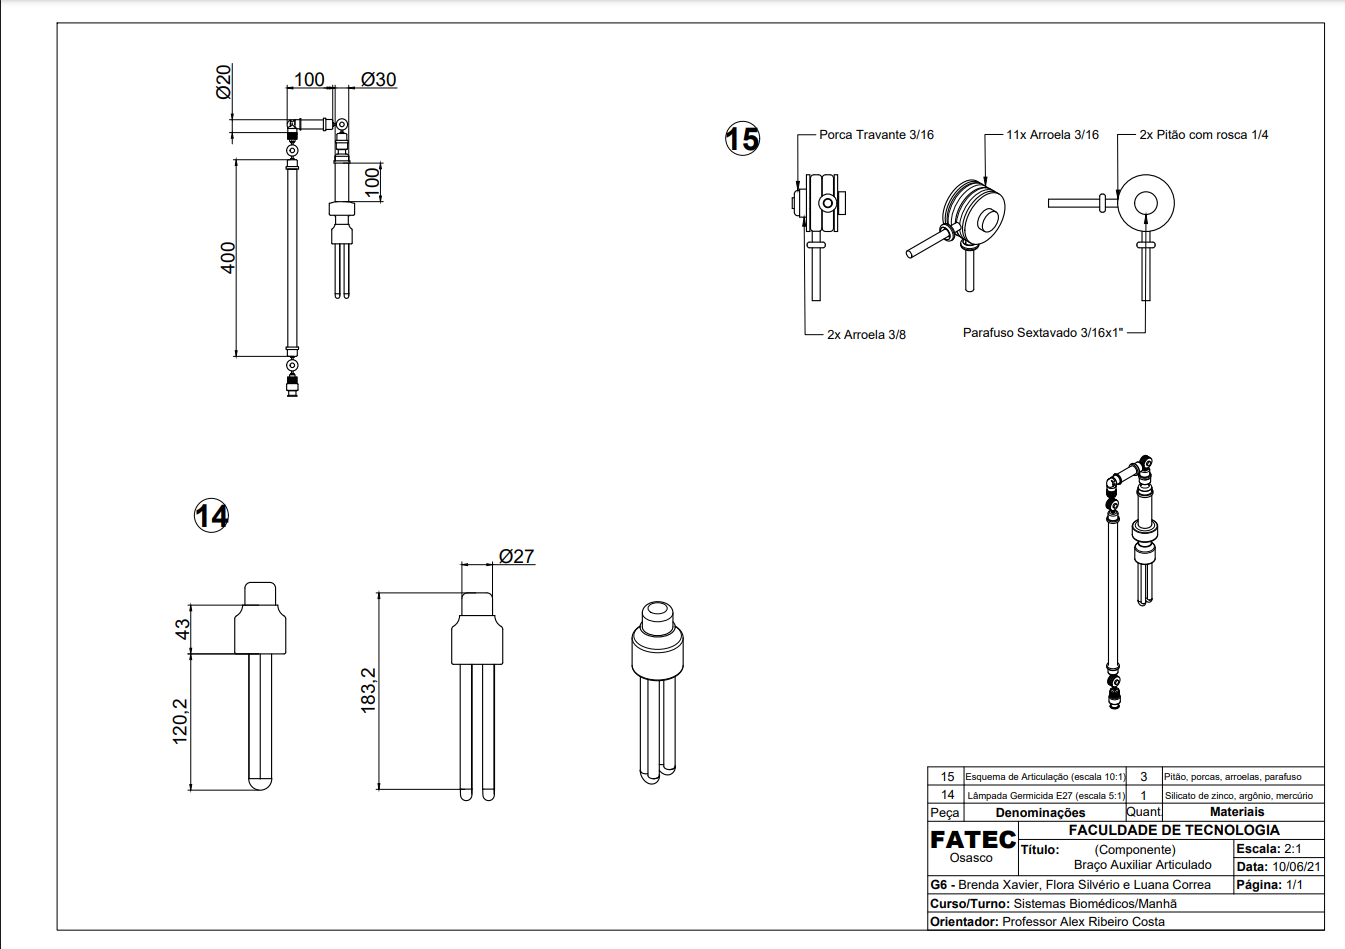 Ø20
100
Ø30
100
400
15
Porca Travante 3/16
11x Arroela 3/16
2x Pitão com rosca 1/4
2x Arroela 3/8
Parafuso Sextavado 3/16x1"
14
43
120,2
183,2
Ø27
15 Esquema de Articulação (escala 10:1) 3 Pitão, porcas, arroelas, parafuso
14 Lâmpada Germicida E27 (escala 5:1) 1 Silicato de zinco, argônio, mercúrio
Peça Denominações Quant. Materiais
FATEC
Osasco
FACULDADE DE TECNOLOGIA
Título: (Componente)
Braço Auxiliar Articulado
Escala: 2:1
Data: 10/06/21
G6 - Brenda Xavier, Flora Silvério e Luana Correa
Página: 1/1
Curso/Turno: Sistemas Biomédicos/Manhã
Orientador: Professor Alex Ribeiro Costa